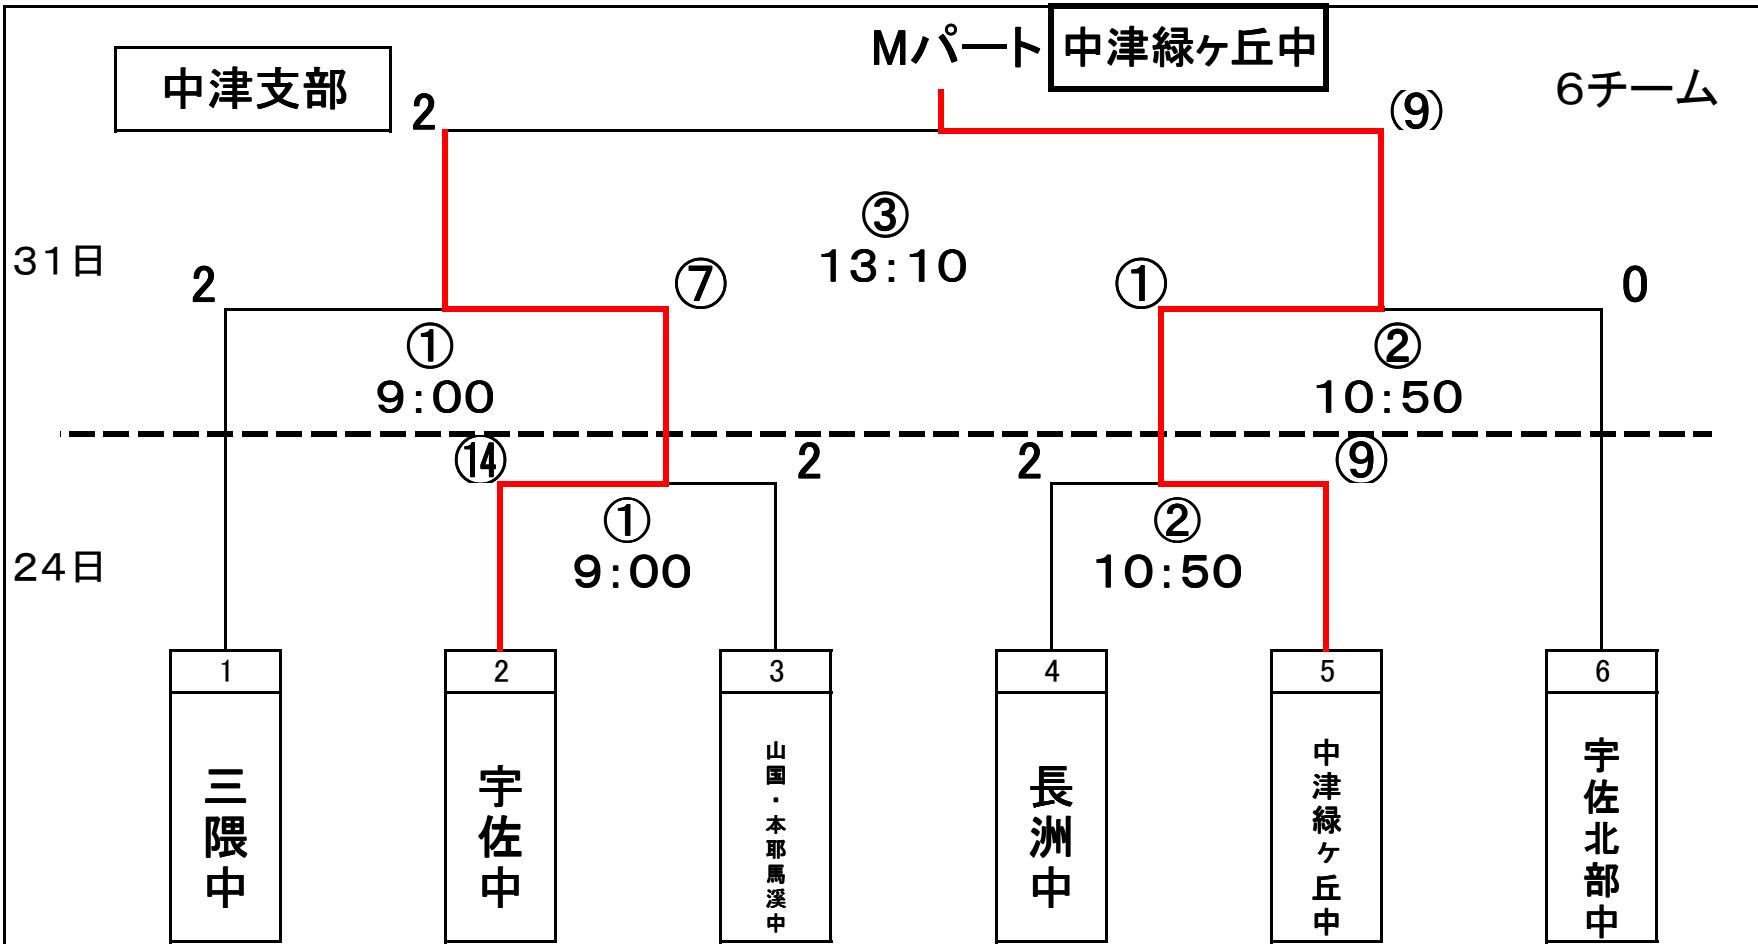 中津支部
Mパート 中津緑ヶ丘中
6チーム
2
⑨
③
13:10
31日
2
⑦
①
0
①
9:00
②
10:50
⑭
2
2
⑨
①
9:00
②
10:50
24日
1
2
3
4
5
6
三隈中
宇佐中
山国・本耶馬溪中
長洲中
中津緑ヶ丘中
宇佐北部中